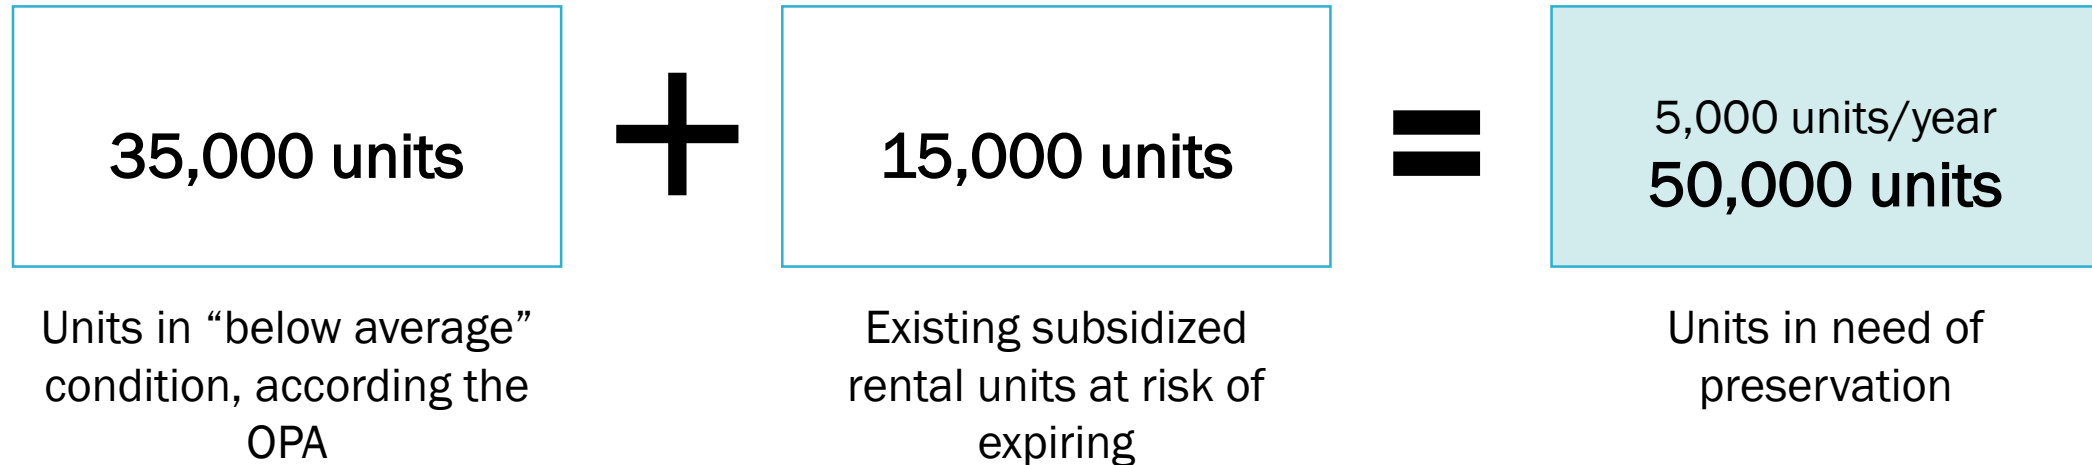 35,000 units
+
15,000 units
=
5,000 units/year
50,000 units
Units in “below average”
condition, according the
OPA
Existing subsidized
rental units at risk of
expiring
Units in need of
preservation